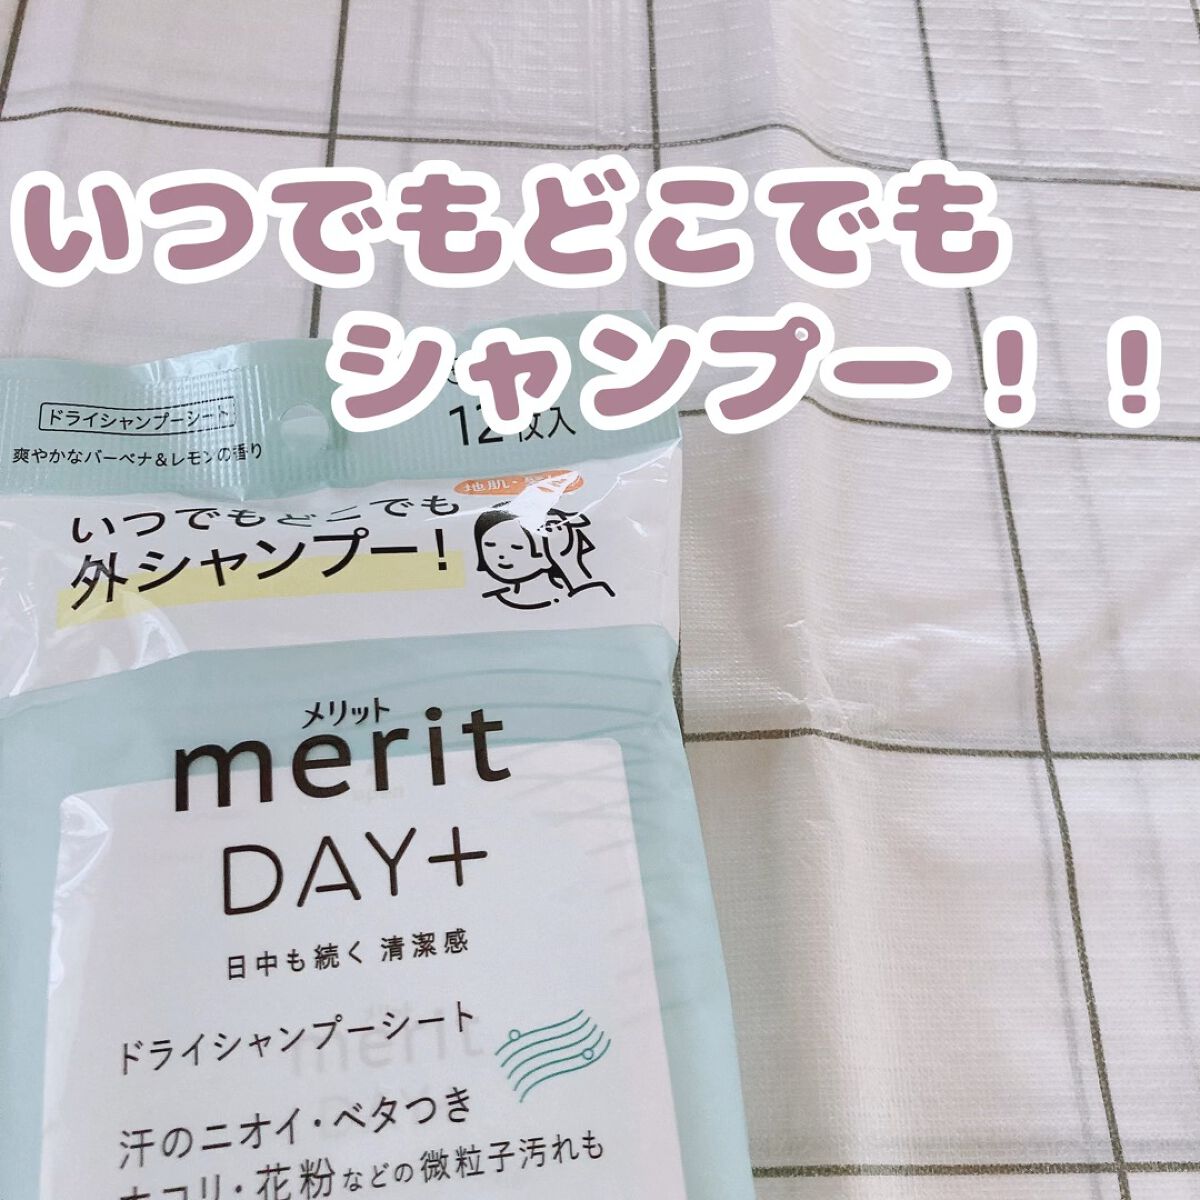 いつでもどこでも
シャンプー！！
ドライシャンプーシート
12枚入
爽やかなバーベナ&レモンの香り
地肌・
いつでもどこでも
外シャンプー！
メリット
merit
DAY+
日中も続く 清潔感
ドライシャンプーシート
汗のニオイ・ベタつき
ホコリ・花粉などの微粒子汚れも